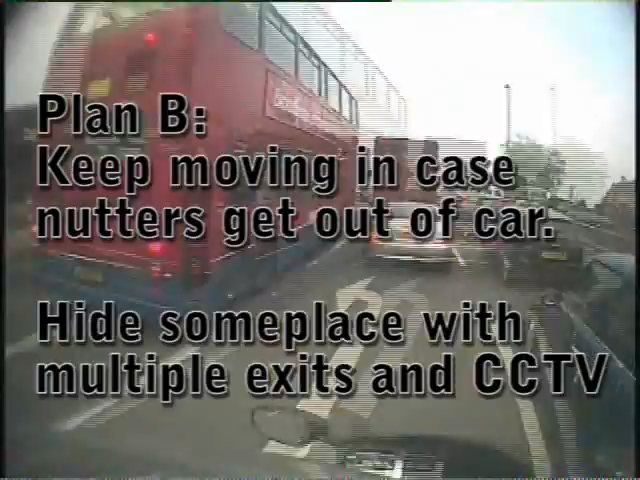 Plan B:
Keep moving in case
nutters get out of car.
Hide someplace with
multiple exits and CCTV